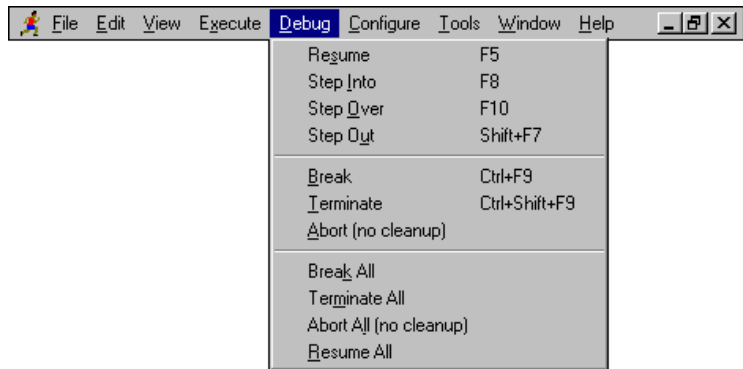 File Edit View Execute Debug Configure Tools Window Help
Resume F5
Step Into F8
Step Over F10
Step Out Shift+F7
Break Ctrl+F9
Terminate Ctrl+Shift+F9
Abort (no cleanup)
Break All
Terminate All
Abort All (no cleanup)
Resume All